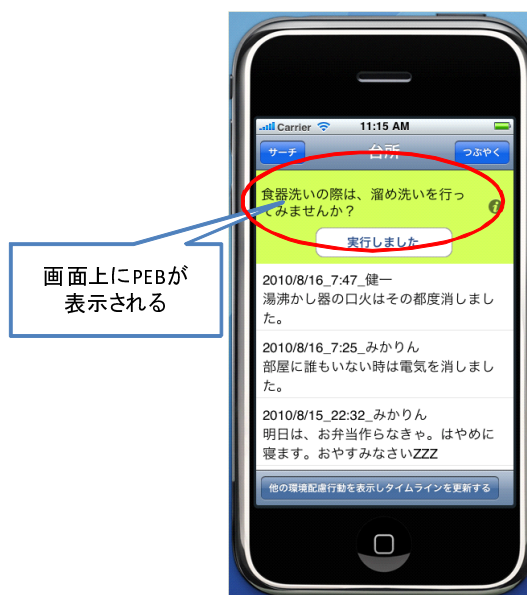 Carrier 11:15 AM
サーチ 台所 つぶやく
食器洗いの際は、溜め洗いを行っ
てみませんか？
実行しました
画面上にPEBが
表示される
2010/8/16_7:47_健一
湯沸かし器の口火はその都度消しまし
た。
2010/8/16_7:25_みかりん
部屋に誰もいない時は電気を消しまし
た。
2010/8/15_22:32_みかりん
明日は、お弁当作らなきゃ。はやめに
寝ます。おやすみなさいZZZ
他の環境配慮行動を表示しタイムラインを更新する